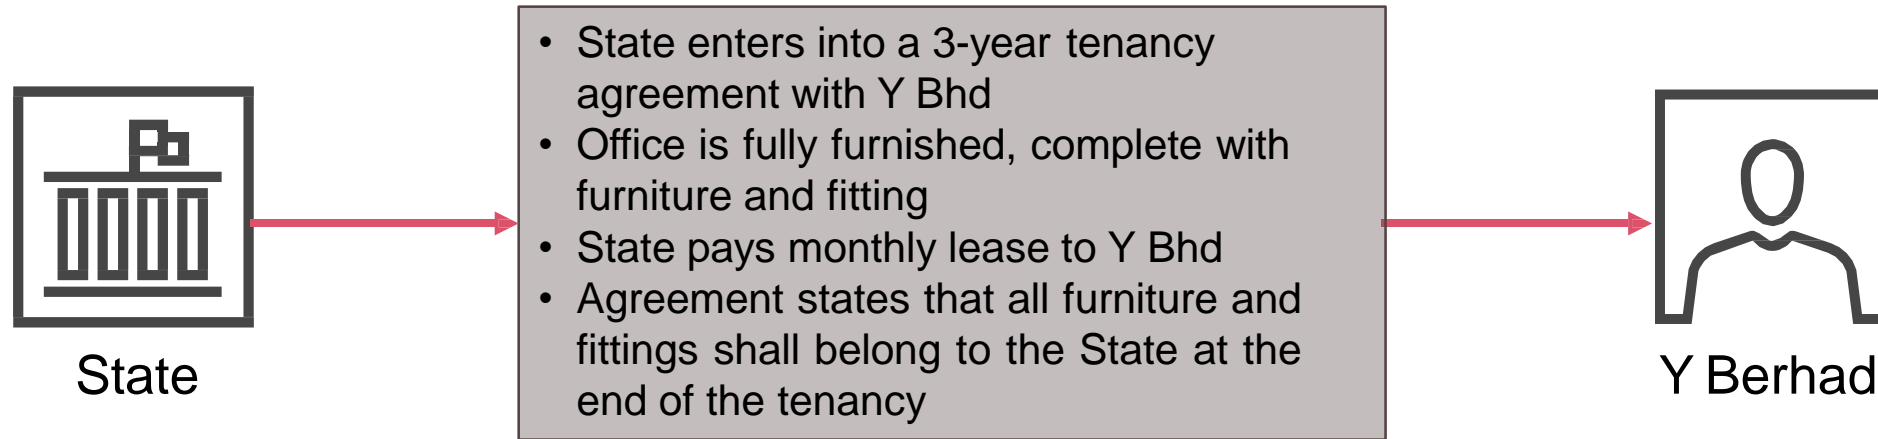 • State enters into a 3-year tenancy
agreement with Y Bhd
• Office is fully furnished, complete with
furniture and fitting
• State pays monthly lease to Y Bhd
• Agreement states that all furniture and
fittings shall belong to the State at the
end of the tenancy
State
Y Berhad